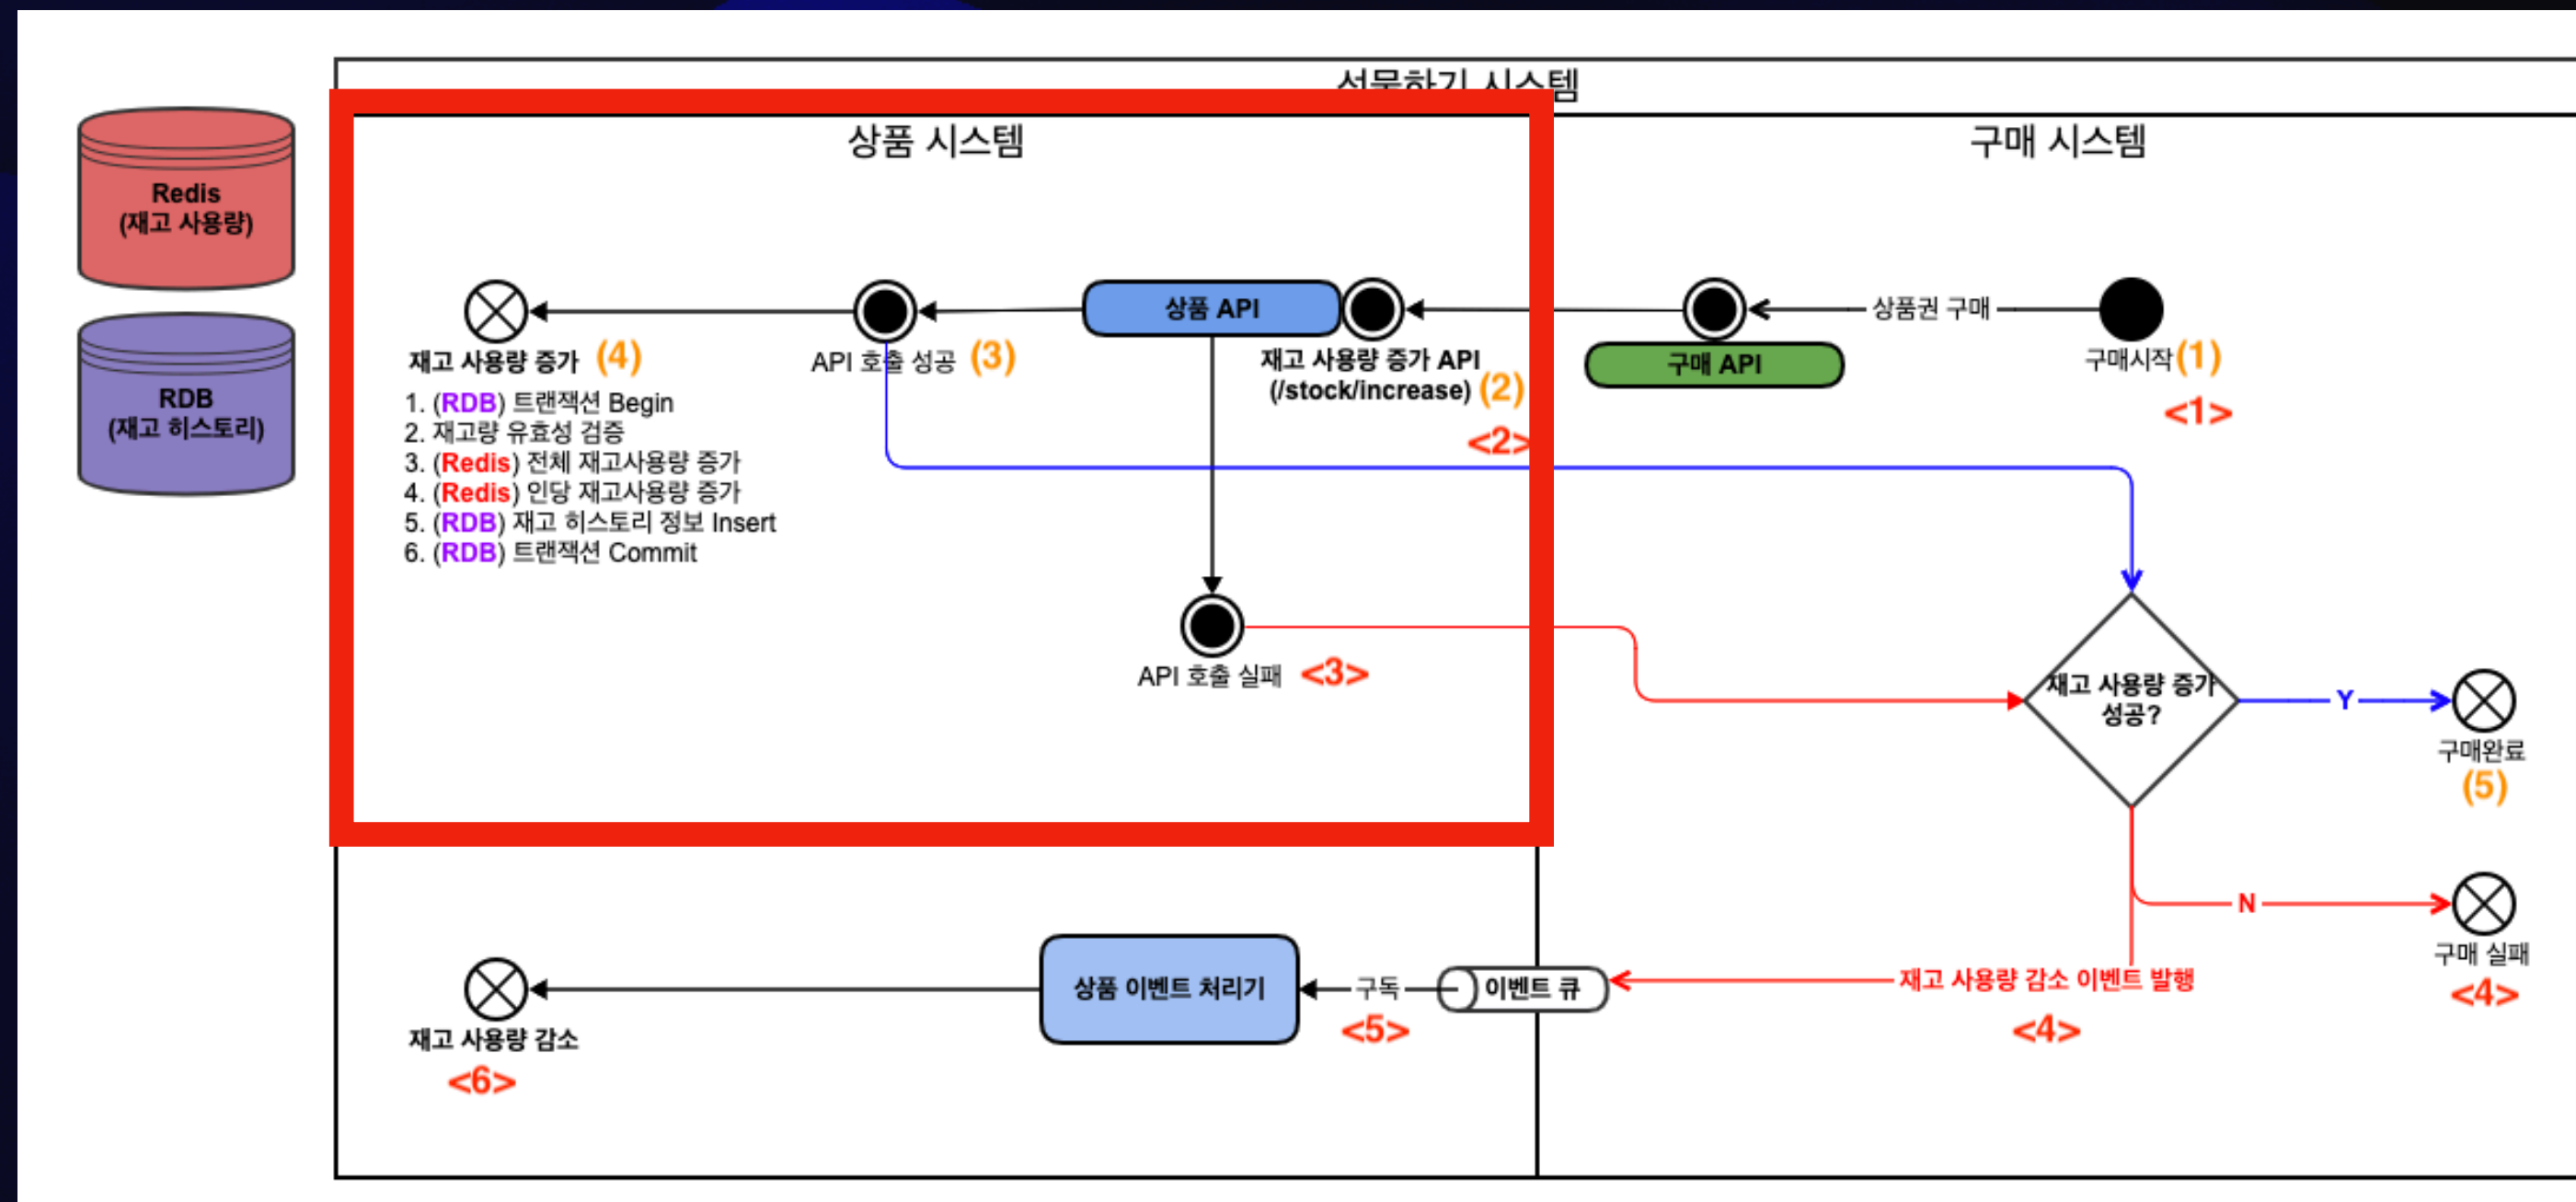 선물하기 시스템
상품 시스템
구매 시스템
Redis
(재고 사용량)
RDB
(재고 히스토리)
상품 API
상품권 구매
재고 사용량 증가 (4)
API 호출 성공 (3)
재고 사용량 증가 API
(/stock/increase) (2)
<2>
구매 API
구매시작 (1)
<1>
1. (RDB) 트랜잭션 Begin
2. 재고량 유효성 검증
3. (Redis) 전체 재고사용량 증가
4. (Redis) 인당 재고사용량 증가
5. (RDB) 재고 히스토리 정보 Insert
6. (RDB) 트랜잭션 Commit
API 호출 실패 <3>
재고 사용량 증가
성공?
Y
구매완료
(5)
N
구매 실패
<4>
재고 사용량 감소 이벤트 발행
<4>
이벤트 큐
구독
<5>
상품 이벤트 처리기
재고 사용량 감소
<6>